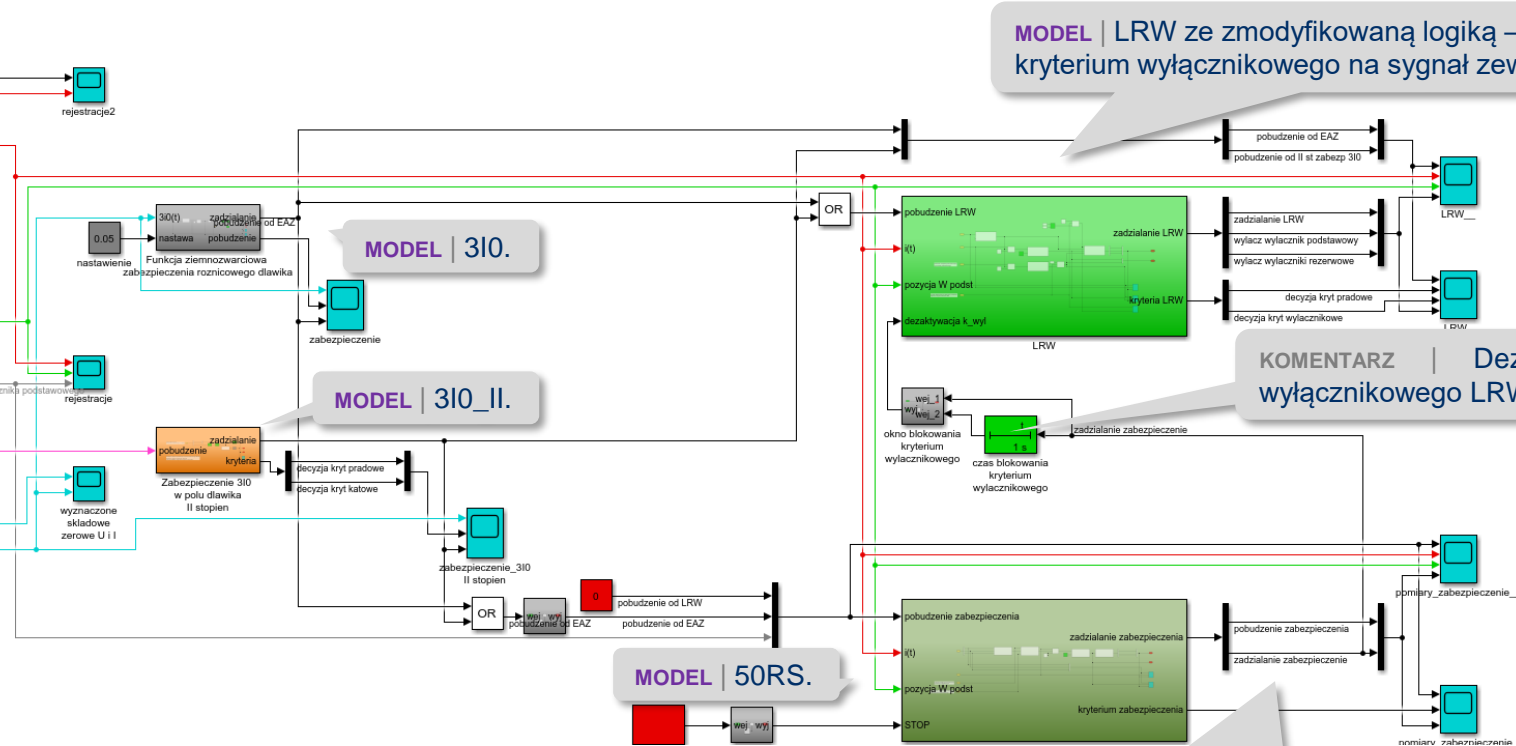 MODEL | LRW ze zmodyfikowaną logiką –
kryterium wyłącznikowego na sygnał zew
rejestracje2
pobudzenie od EAZ
pobudzenie od II st zabezp 3I0
LRW__
3i0(t)
zadzialanie
pobudzenie od EAZ
0.05
nastawa
pobudzenie
nastawienie
Funkcja ziemnozwarciowa
zabezpieczenia roznicowego dlawika
MODEL | 3I0.
zabezpieczenie
OR
pobudzenie LRW
i(t)
pozycja W podst
dezaktywacja k_wyl
zadzialanie LRW
kryteria LRW
LRW
zadzialanie LRW
wylacz wylacznik podstawowy
wylacz wylaczniki rezerwowe
decyzja kryt pradowe
decyzja kryt wylacznikowe
LRW
KOMENTARZ | Dez
wyłącznikowego LRW
znika podstawowego
rejestracje
MODEL | 3I0_II.
wej_1
wyj
wej_2
okno blokowania
kryterium
wylacznikowego
1 s
czas blokowania
kryterium
wylacznikowego
zadzialanie zabezpieczenie
pobudzenie
zadzialanie
kryteria
Zabezpieczenie 3I0
w polu dlawika
II stopien
decyzja kryt pradowe
decyzja kryt katowe
wyznaczone
skladowe
zerowe U i I
zabezpieczenie_3I0
II stopien
OR
wej
wyj
pobudzenie od EAZ
0
pobudzenie od LRW
pobudzenie od EAZ
pobudzenie zabezpieczenia
i(t)
pozycja W podst
STOP
zadzialanie zabezpieczenia
kryterium zabezpieczenia
pobudzenie zabezpieczenia
zadzialanie zabezpieczenie
pomiary_zabezpieczenie_
MODEL | 50RS.
wej
wyj
pomiary_zabezpieczenie